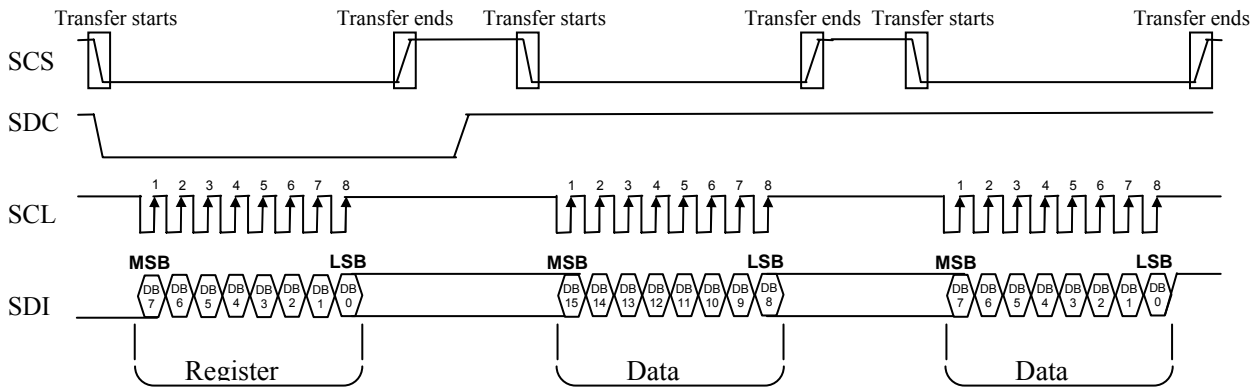 Transfer starts Transfer ends Transfer starts Transfer ends Transfer starts Transfer ends
SCS
SDC
1 2 3 4 5 6 7 8 1 2 3 4 5 6 7 8 1 2 3 4 5 6 7 8
SCL
MSB LSB MSB LSB MSB LSB
SDI DB 7 DB 6 DB 5 DB 4 DB 3 DB 2 DB 1 DB 0 DB 15 DB 14 DB 13 DB 12 DB 11 DB 10 DB 9 DB 8 DB 7 DB 6 DB 5 DB 4 DB 3 DB 2 DB 1 DB 0
Register Data Data